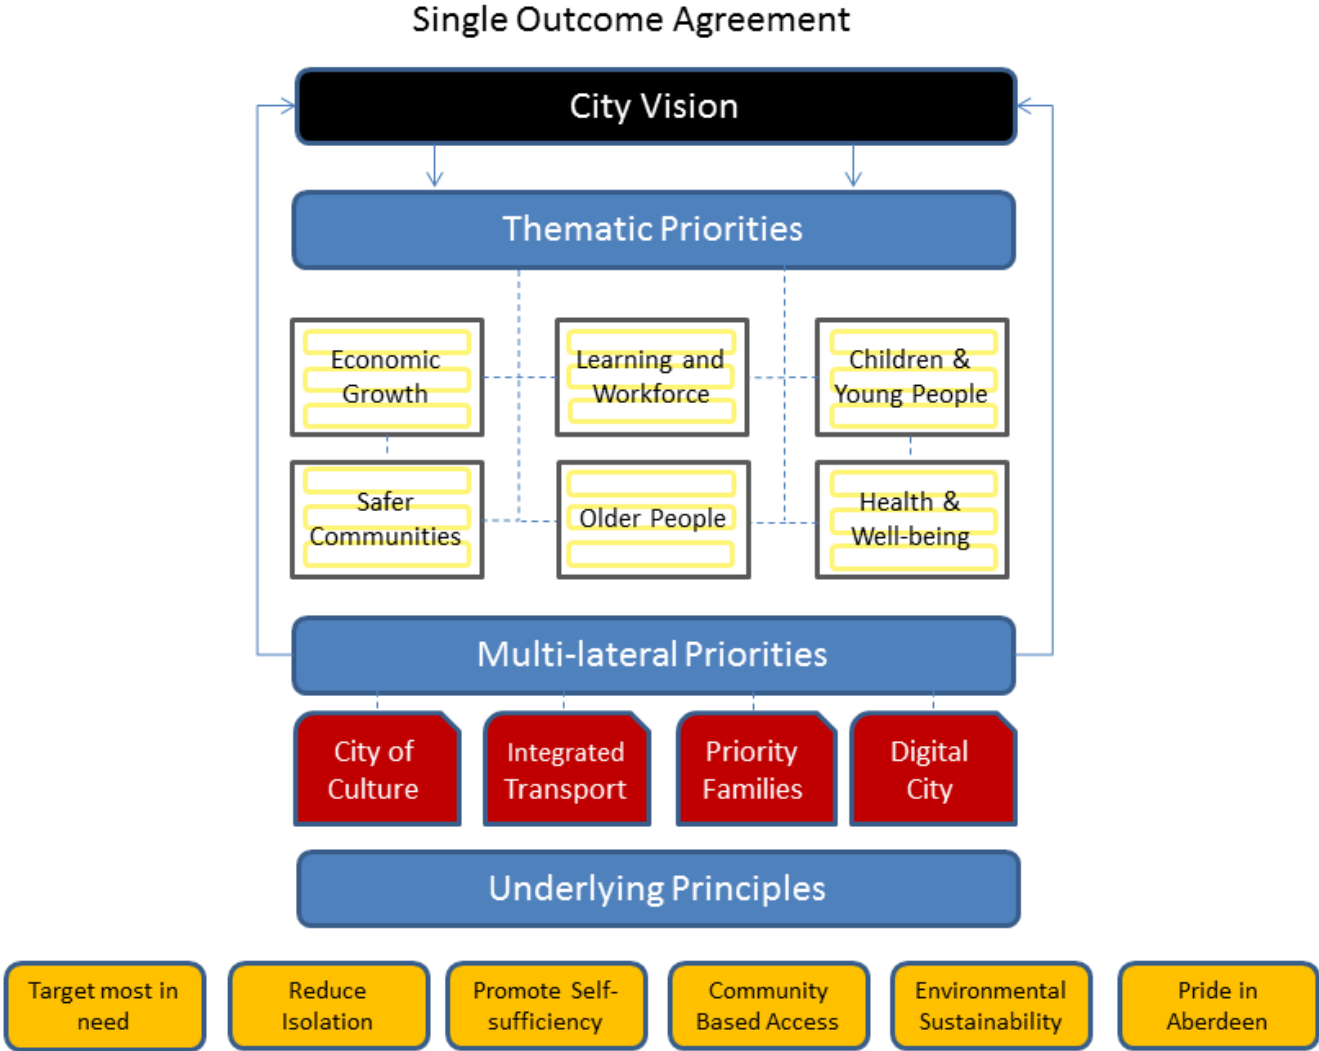 Single Outcome Agreement
City Vision
Thematic Priorities
Economic
Growth
Learning and
Workforce
Children &
Young People
Safer
Communities
Older People
Health &
Well-being
Multi-lateral Priorities
City of
Culture
Integrated
Transport
Priority
Families
Digital
City
Underlying Principles
Target most in
need
Reduce
Isolation
Promote Self-
sufficiency
Community
Based Access
Environmental
Sustainability
Pride in
Aberdeen